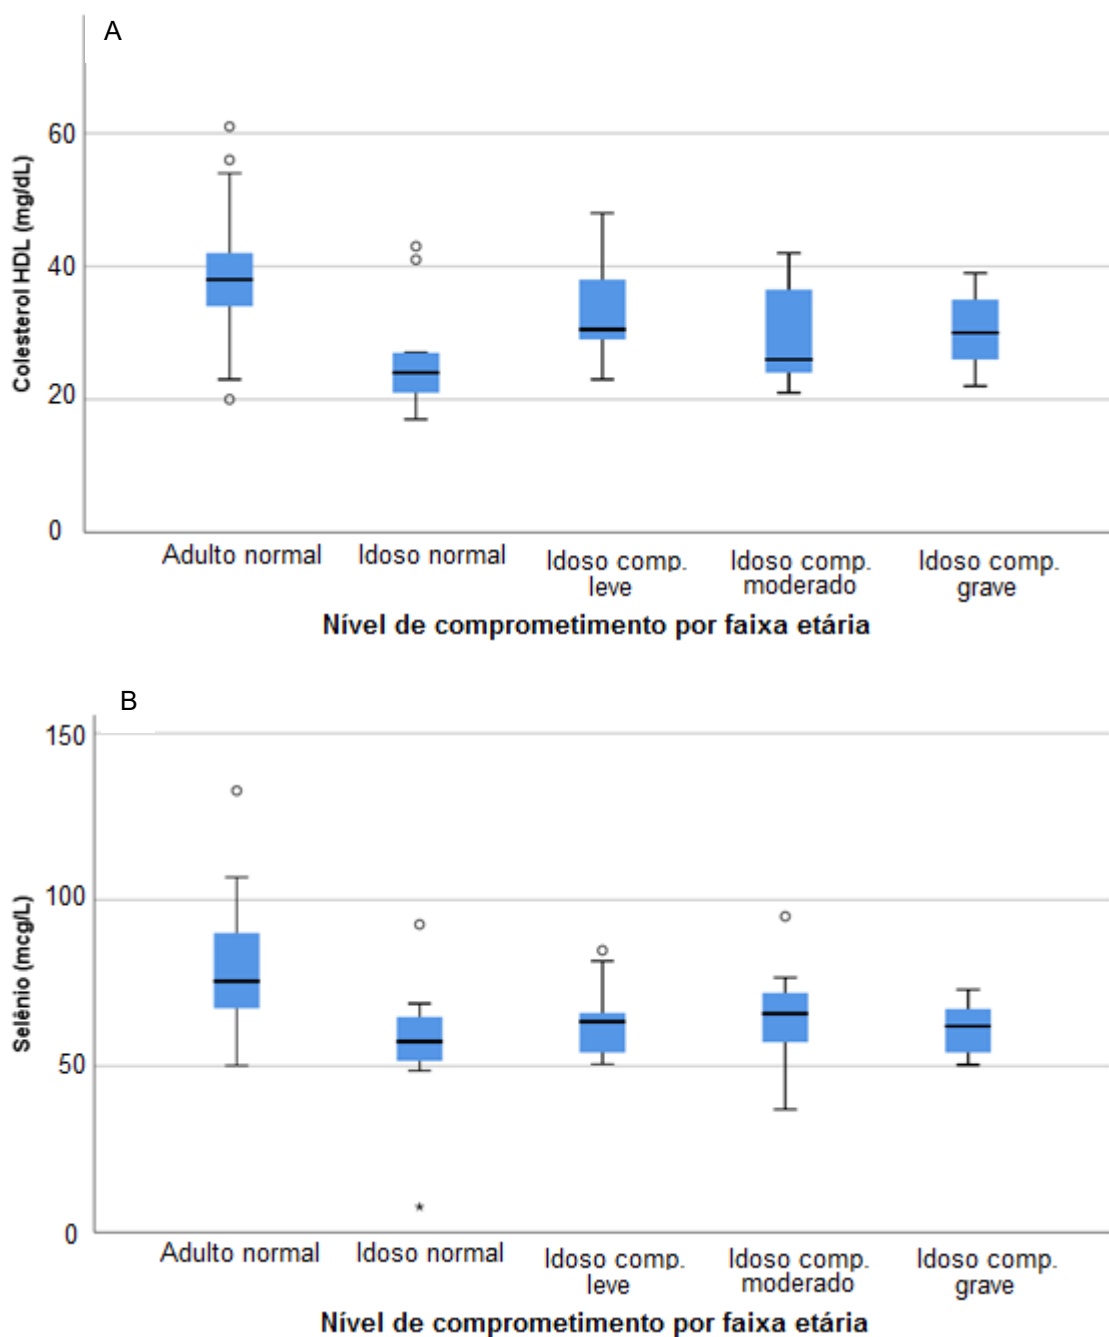 A
Colesterol HDL (mg/dL)
60
40
20
0
Adulto normal
Idoso normal
Idoso comp.
leve
Idoso comp.
moderado
Idoso comp.
grave
Nível de comprometimento por faixa etária
B
Selênio (mcg/L)
150
100
50
0
Adulto normal
Idoso normal
Idoso comp.
leve
Idoso comp.
moderado
Idoso comp.
grave
Nível de comprometimento por faixa etária